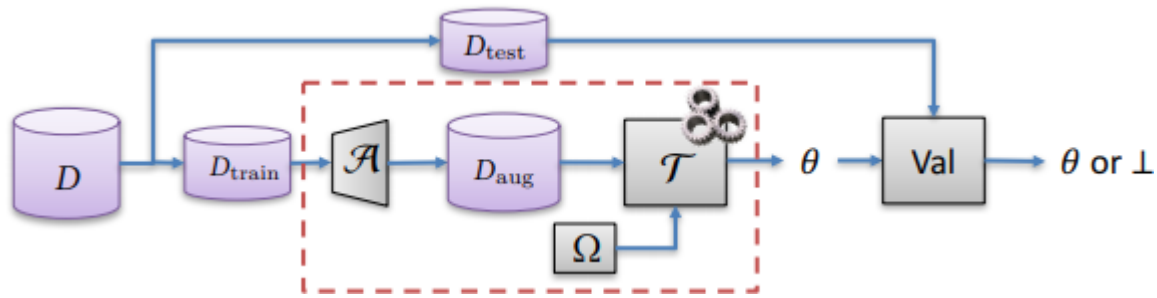 D_test
D
D_train
𝒜
D_aug
𝒯
θ
Val
θ or ⊥
Ω